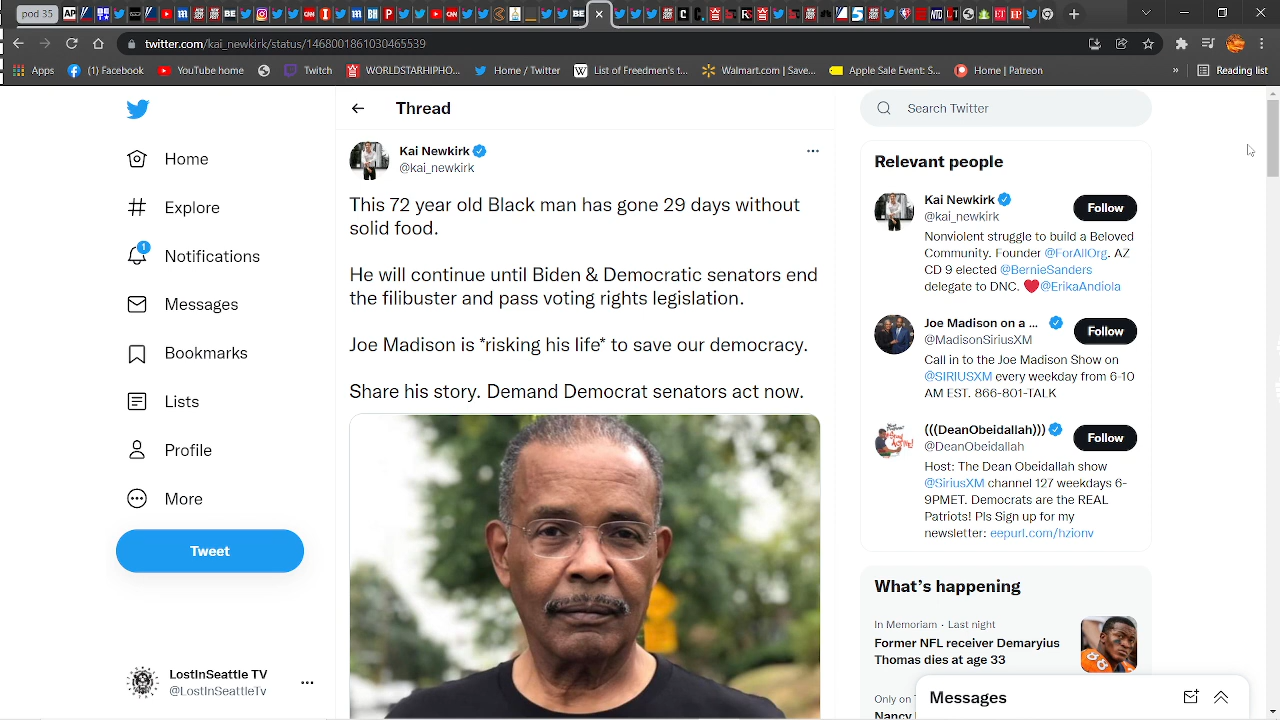 pod 35
twitter.com/kai_newkirk/status/1468001861030465539
Apps
(1) Facebook
YouTube home
Twitch
WORLDSTARHIPHO...
Home / Twitter
List of Freedmen's t...
Walmart.com | Save...
Apple Sale Event: S...
Home | Patreon
»
Reading list
Thread
Search Twitter
Home
Explore
1
Notifications
Messages
Bookmarks
Lists
Profile
More
Tweet
LostInSeattle TV
@LostInSeattleTv
Kai Newkirk
@kai_newkirk
This 72 year old Black man has gone 29 days without
solid food.
He will continue until Biden & Democratic senators end
the filibuster and pass voting rights legislation.
Joe Madison is *risking his life* to save our democracy.
Share his story. Demand Democrat senators act now.
Relevant people
Kai Newkirk
@kai_newkirk
Follow
Nonviolent struggle to build a Beloved
Community. Founder @ForAllOrg. AZ
CD 9 elected @BernieSanders
delegate to DNC. ❤️@ErikaAndiola
Joe Madison on a ...
@MadisonSiriusXM
Follow
Call in to the Joe Madison Show on
@SIRIUSXM every weekday from 6-10
AM EST. 866-801-TALK
(((DeanObeidallah)))
@DeanObeidallah
Follow
Host: The Dean Obeidallah show
@SiriusXM channel 127 weekdays 6-
9PMET. Democrats are the REAL
Patriots! Pls Sign up for my
newsletter: eepurl.com/hzionv
What's happening
In Memoriam · Last night
Former NFL receiver Demaryius
Thomas dies at age 33
Only on
Nancy
Messages